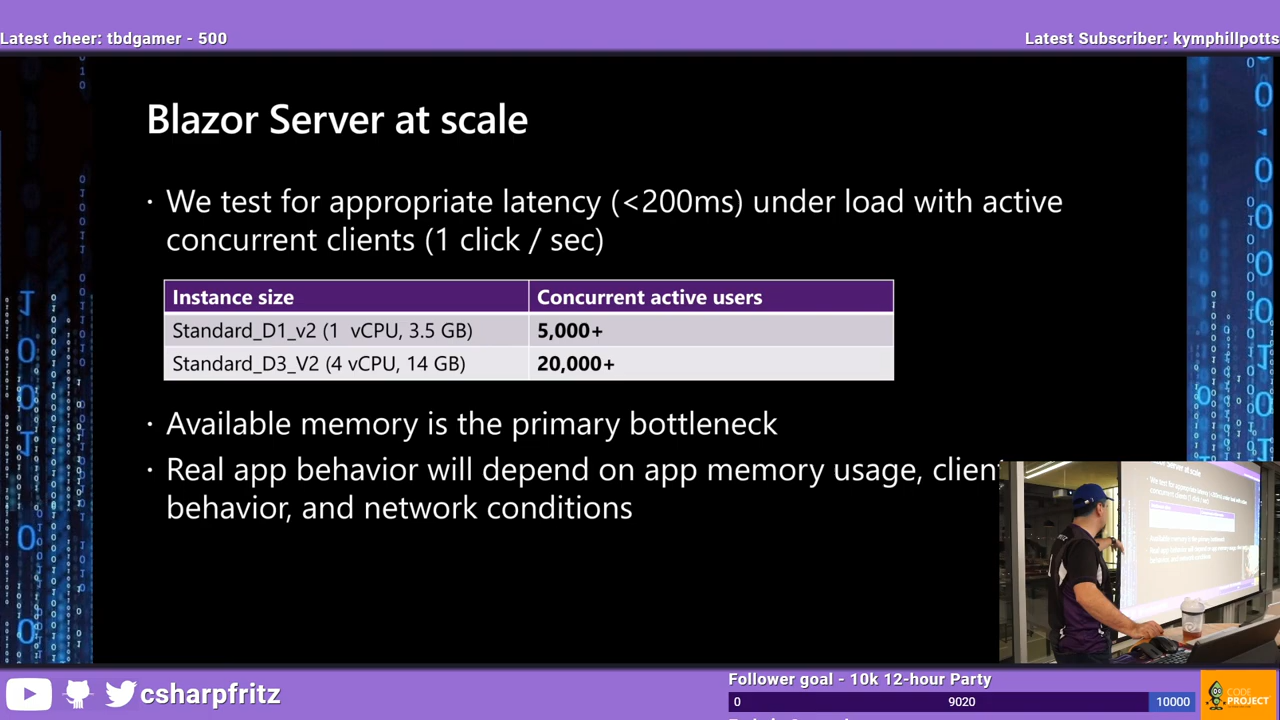 Latest cheer: tbdgamer - 500
Latest Subscriber: kymphillpotts
Blazor Server at scale
• We test for appropriate latency (<200ms) under load with active
concurrent clients (1 click / sec)
Instance size Concurrent active users
Standard_D1_v2 (1 vCPU, 3.5 GB) 5,000+
Standard_D3_V2 (4 vCPU, 14 GB) 20,000+
• Available memory is the primary bottleneck
• Real app behavior will depend on app memory usage, client
behavior, and network conditions
csharpfritz
Follower goal - 10k 12-hour Party
0 9020 10000
CODE
PROJECT